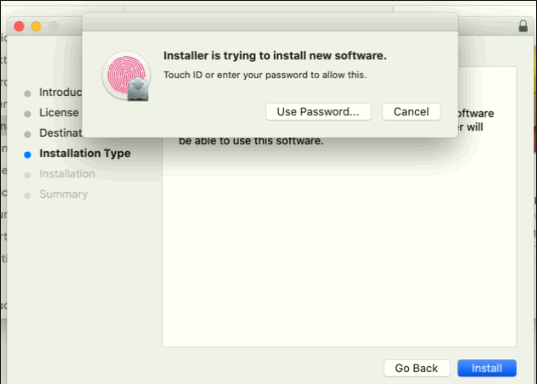 Installer is trying to install new software.
Touch ID or enter your password to allow this.
Use Password...
Cancel
Introduc
License
Destinat
Installation Type
Installation
Summary
oftware
er will
be able to use this software.
Go Back
Install